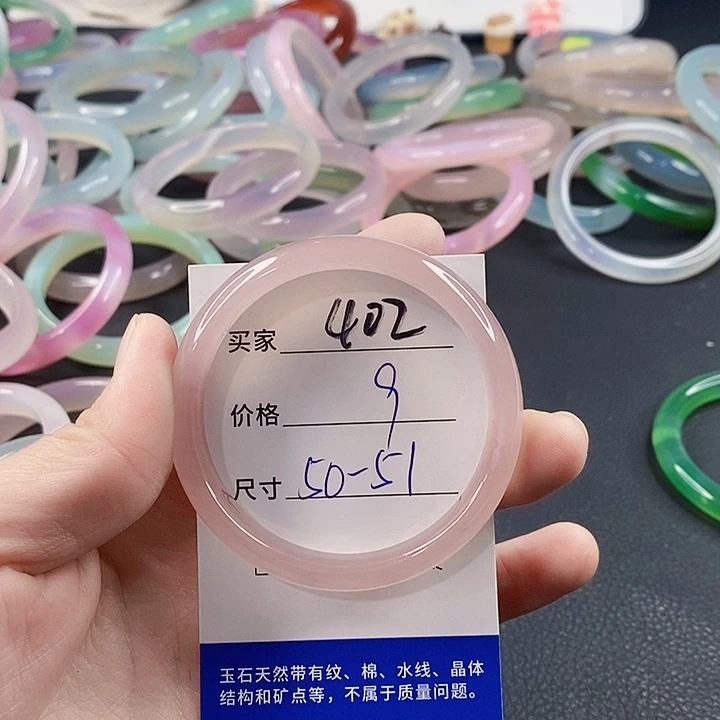 买家 402
价格 9
尺寸 50-51
玉石天然带有纹、棉、水线、晶体
结构和矿点等，不属于质量问题。